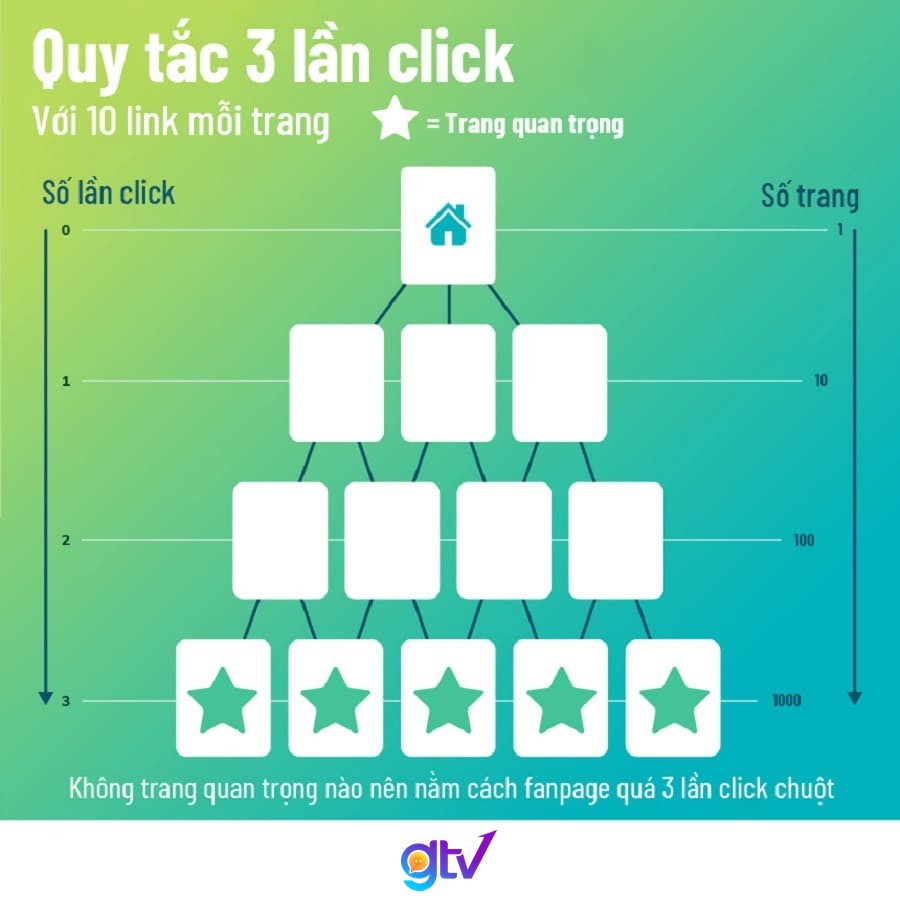 Quy tắc 3 lần click
Với 10 link mỗi trang
= Trang quan trọng
Số lần click
Số trang
0
1
1
10
2
100
3
1000
Không trang quan trọng nào nên nằm cách fanpage quá 3 lần click chuột
gtv